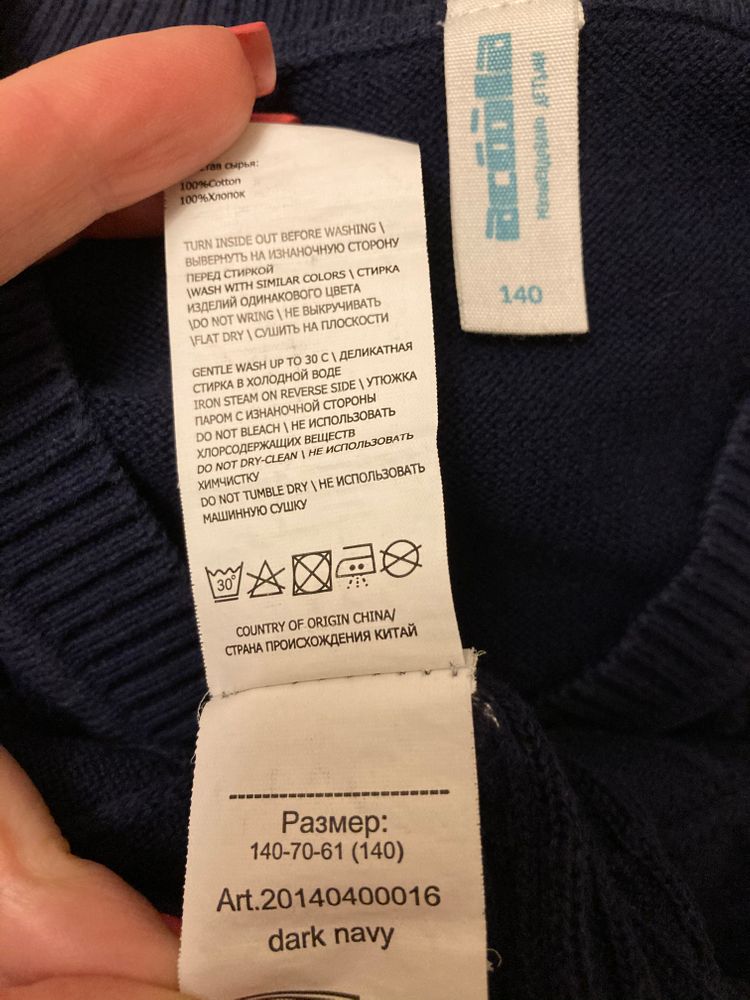 acoola
140
сырья:
100%Cotton
100%Хлопок
TURN INSIDE OUT BEFORE WASHING \
ВЫВЕРНУТЬ НА ИЗНАНОЧНУЮ СТОРОНУ
ПЕРЕД СТИРКОЙ
\WASH WITH SIMILAR COLORS \ СТИРКА
ИЗДЕЛИЙ ОДИНАКОВОГО ЦВЕТА
\DO NOT WRING \ НЕ ВЫКРУЧИВАТЬ
\FLAT DRY \ СУШИТЬ НА ПЛОСКОСТИ
GENTLE WASH UP TO 30 C \ ДЕЛИКАТНАЯ
СТИРКА В ХОЛОДНОЙ ВОДЕ
IRON STEAM ON REVERSE SIDE \ УТЮЖКА
ПАРОМ С ИЗНАНОЧНОЙ СТОРОНЫ
DO NOT BLEACH \ НЕ ИСПОЛЬЗОВАТЬ
ХЛОРСОДЕРЖАЩИХ ВЕЩЕСТВ
DO NOT DRY-CLEAN \ НЕ ИСПОЛЬЗОВАТЬ
ХИМЧИСТКУ
DO NOT TUMBLE DRY \ НЕ ИСПОЛЬЗОВАТЬ
МАШИННУЮ СУШКУ
30°
COUNTRY OF ORIGIN CHINA/
СТРАНА ПРОИСХОЖДЕНИЯ КИТАЙ
Размер:
140-70-61 (140)
Art.20140400016
dark navy